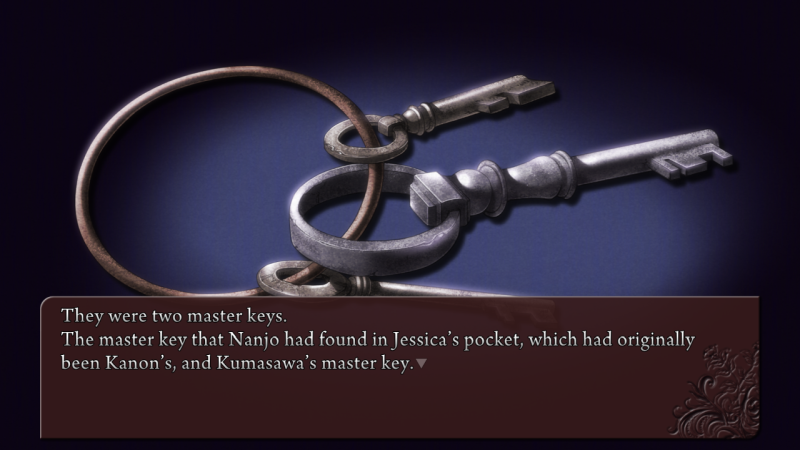 They were two master keys.
The master key that Nanjo had found in Jessica's pocket, which had originally
been Kanon's, and Kumasawa's master key.